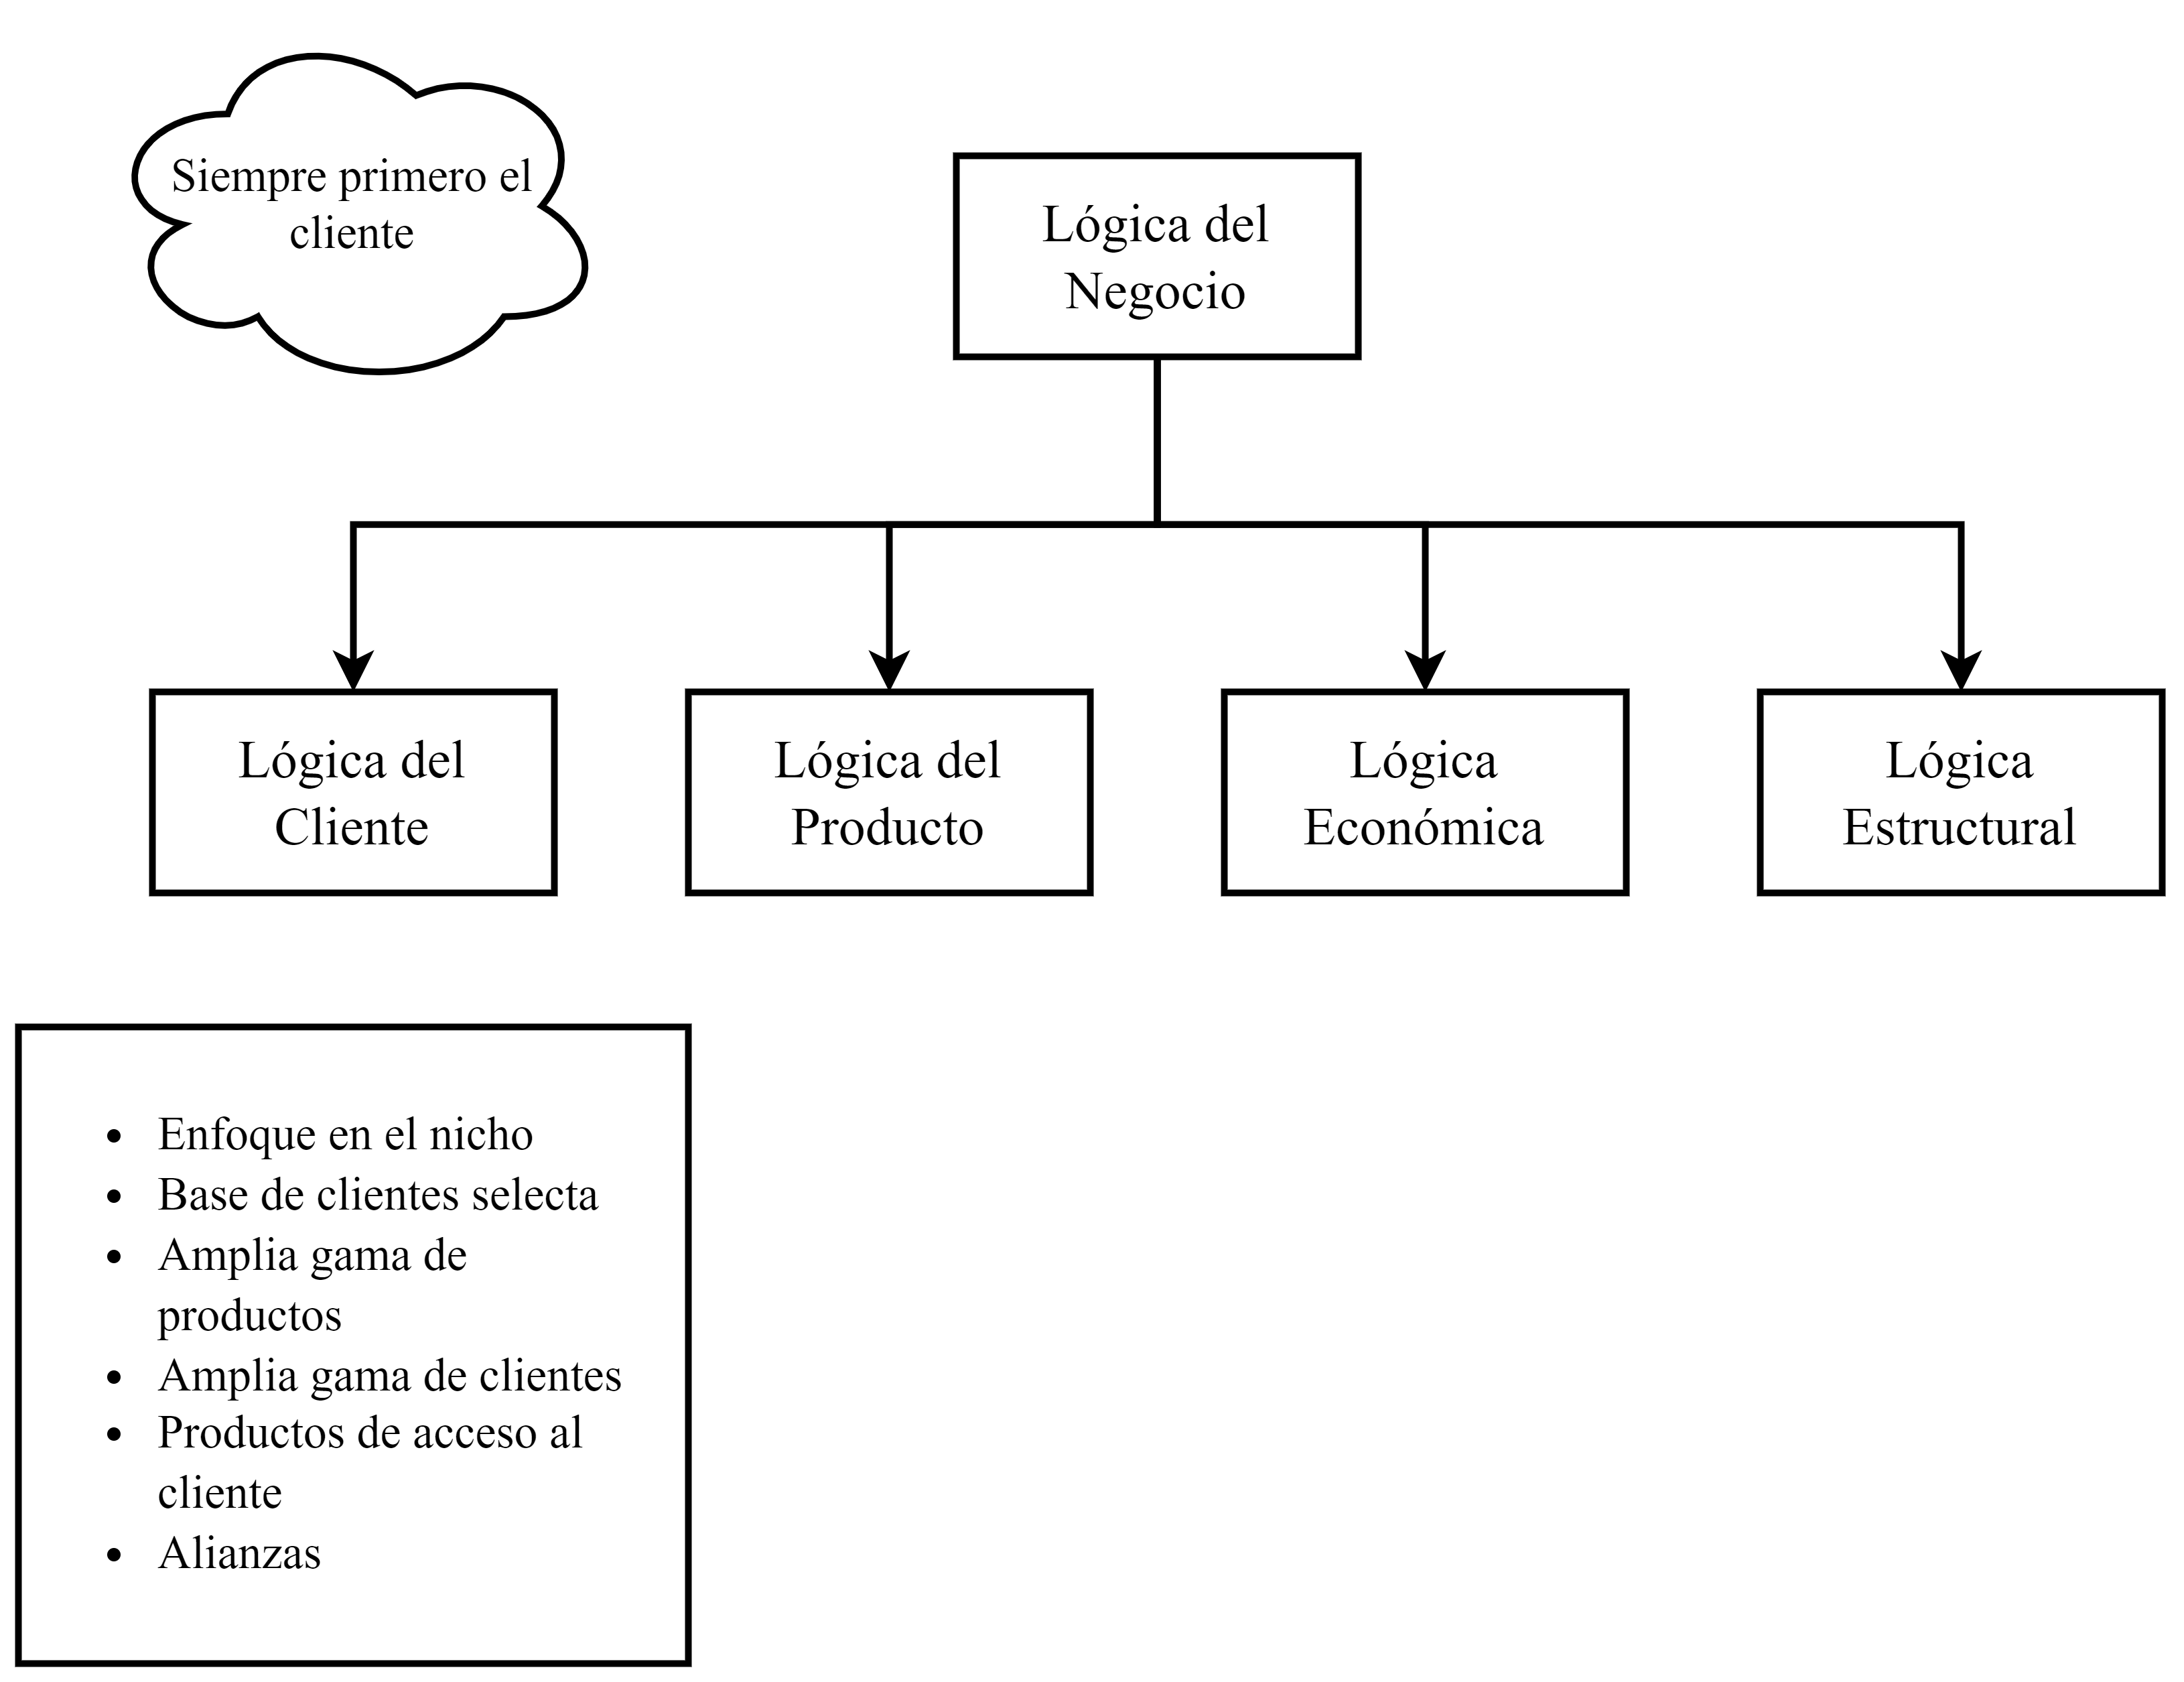 Siempre primero el
cliente
Lógica del
Negocio
Lógica del
Cliente
Lógica del
Producto
Lógica
Económica
Lógica
Estructural
• Enfoque en el nicho
• Base de clientes selecta
• Amplia gama de
productos
• Amplia gama de clientes
• Productos de acceso al
cliente
• Alianzas